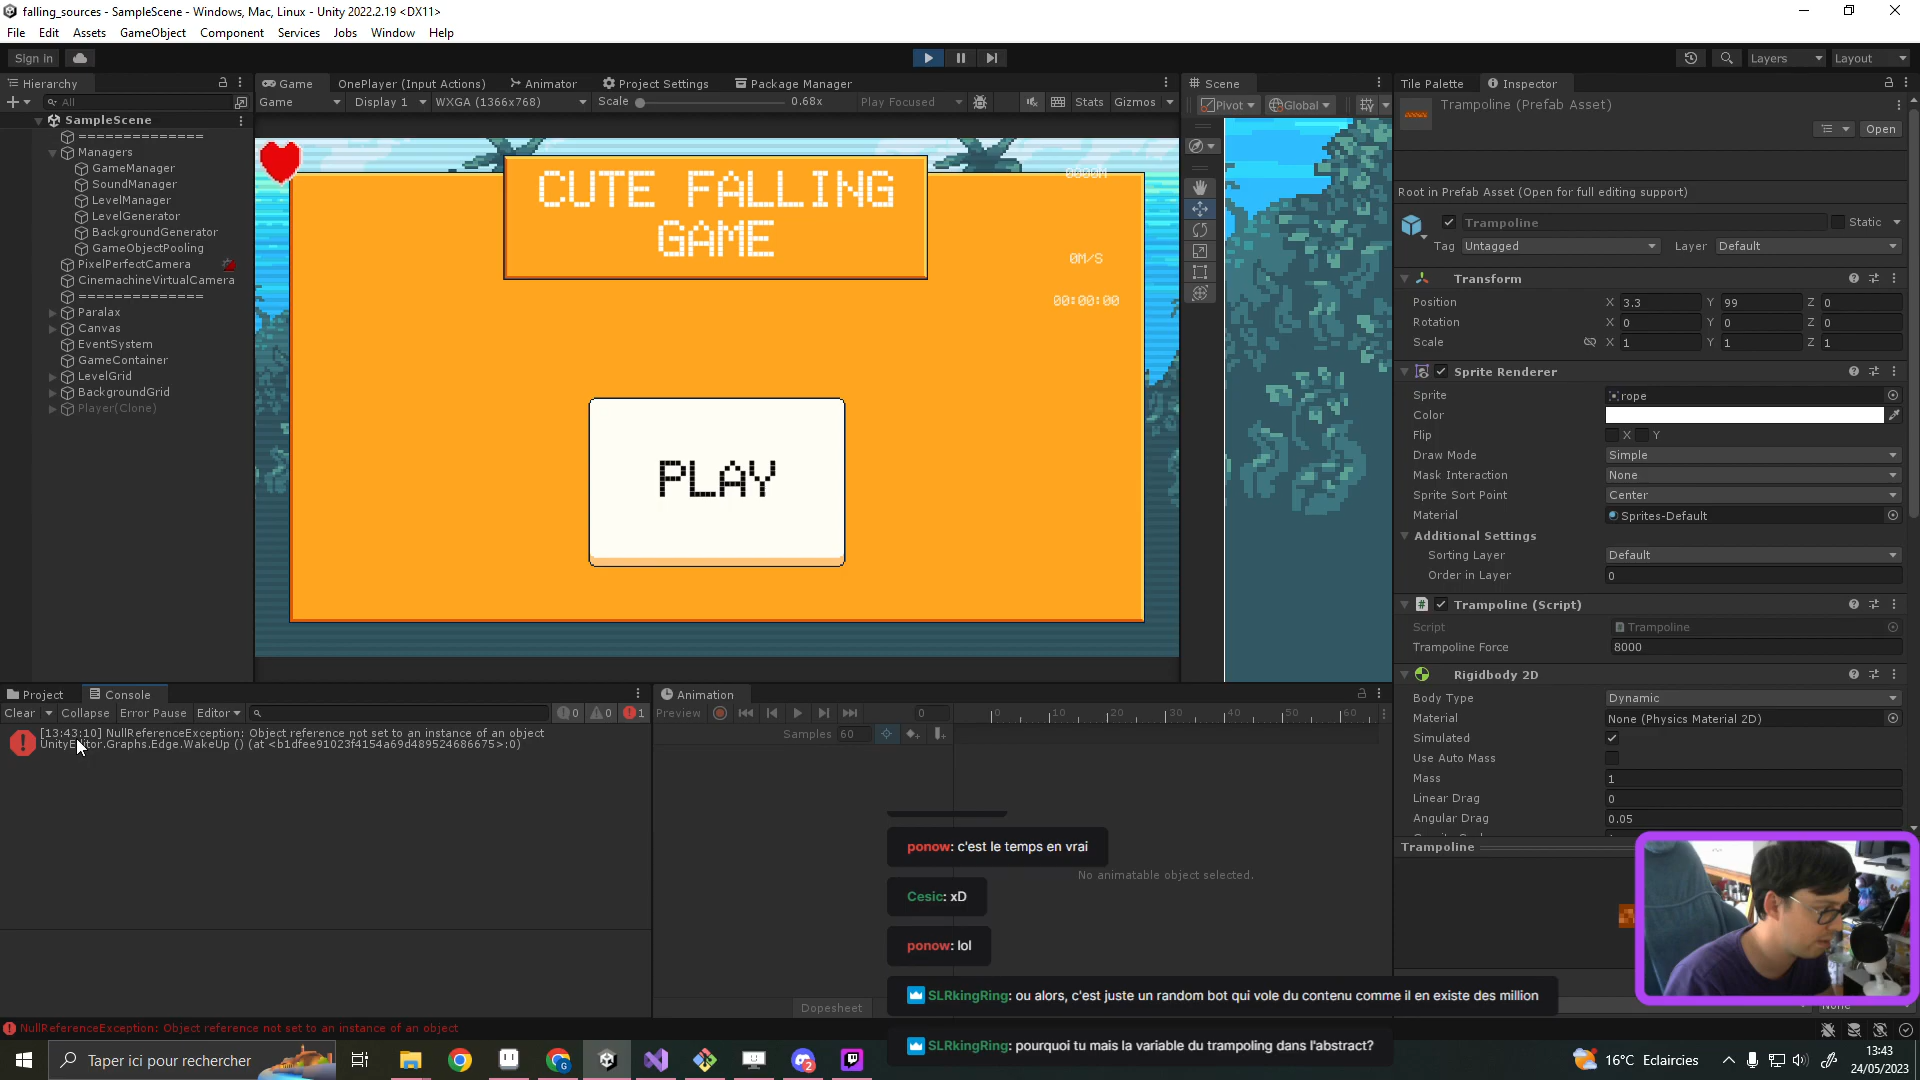 falling_sources - SampleScene - Windows, Mac, Linux - Unity 2022.2.19 <DX11>
File Edit Assets GameObject Component Services Jobs Window Help
Sign in
Layers Layout
Hierarchy
All
SampleScene
==============
Managers
GameManager
SoundManager
LevelManager
LevelGenerator
BackgroundGenerator
GameObjectPooling
PixelPerfectCamera
CinemachineVirtualCamera
==============
Paralax
Canvas
EventSystem
GameContainer
LevelGrid
BackgroundGrid
Player(Clone)
Game OnePlayer (Input Actions) Animator Project Settings Package Manager
Game Display 1 WXGA (1366x768) Scale 0.68x Play Focused Stats Gizmos
CUTE FALLING
GAME
0000M
0M/S
00:00:00
PLAY
Scene
Pivot Global
Tile Palette Inspector
Trampoline (Prefab Asset)
Open
Root in Prefab Asset (Open for full editing support)
Trampoline Static
Tag Untagged Layer Default
Transform
Position X 3.3 Y 99 Z 0
Rotation X 0 Y 0 Z 0
Scale X 1 Y 1 Z 1
Sprite Renderer
Sprite rope
Color
Flip X Y
Draw Mode Simple
Mask Interaction None
Sprite Sort Point Center
Material Sprites-Default
Additional Settings
Sorting Layer Default
Order in Layer 0
Trampoline (Script)
Script Trampoline
Trampoline Force 8000
Rigidbody 2D
Body Type Dynamic
Material None (Physics Material 2D)
Simulated
Use Auto Mass
Mass 1
Linear Drag 0
Angular Drag 0.05
Trampoline
Project Console
Clear Collapse Error Pause Editor 0 0 1
[13:43:10] NullReferenceException: Object reference not set to an instance of an object
UnityEditor.Graphs.Edge.WakeUp () (at <b1dfee91023f4154a69d489524686675>:0)
Animation
Preview 0
0 10 20 30 40 50 60
Samples 60
No animatable object selected.
Dopesheet
ponow: c'est le temps en vrai
Cesic: xD
ponow: lol
SLRkingRing: ou alors, c'est juste un random bot qui vole du contenu comme il en existe des million
SLRkingRing: pourquoi tu mais la variable du trampoling dans l'abstract?
NullReferenceException: Object reference not set to an instance of an object
Taper ici pour rechercher
16°C Eclaircies
13:43
24/05/2023